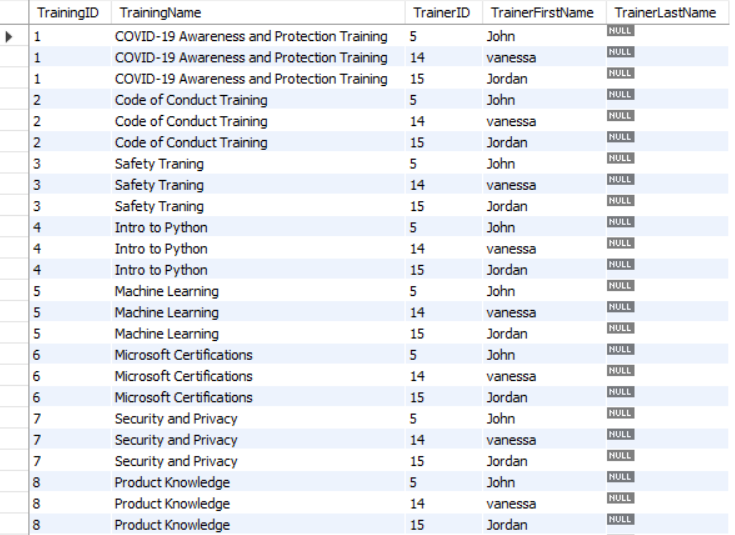 TrainingID TrainingName TrainerID TrainerFirstName TrainerLastName
1 COVID-19 Awareness and Protection Training 5 John NULL
1 COVID-19 Awareness and Protection Training 14 vanessa NULL
1 COVID-19 Awareness and Protection Training 15 Jordan NULL
2 Code of Conduct Training 5 John NULL
2 Code of Conduct Training 14 vanessa NULL
2 Code of Conduct Training 15 Jordan NULL
3 Safety Traning 5 John NULL
3 Safety Traning 14 vanessa NULL
3 Safety Traning 15 Jordan NULL
4 Intro to Python 5 John NULL
4 Intro to Python 14 vanessa NULL
4 Intro to Python 15 Jordan NULL
5 Machine Learning 5 John NULL
5 Machine Learning 14 vanessa NULL
5 Machine Learning 15 Jordan NULL
6 Microsoft Certifications 5 John NULL
6 Microsoft Certifications 14 vanessa NULL
6 Microsoft Certifications 15 Jordan NULL
7 Security and Privacy 5 John NULL
7 Security and Privacy 14 vanessa NULL
7 Security and Privacy 15 Jordan NULL
8 Product Knowledge 5 John NULL
8 Product Knowledge 14 vanessa NULL
8 Product Knowledge 15 Jordan NULL